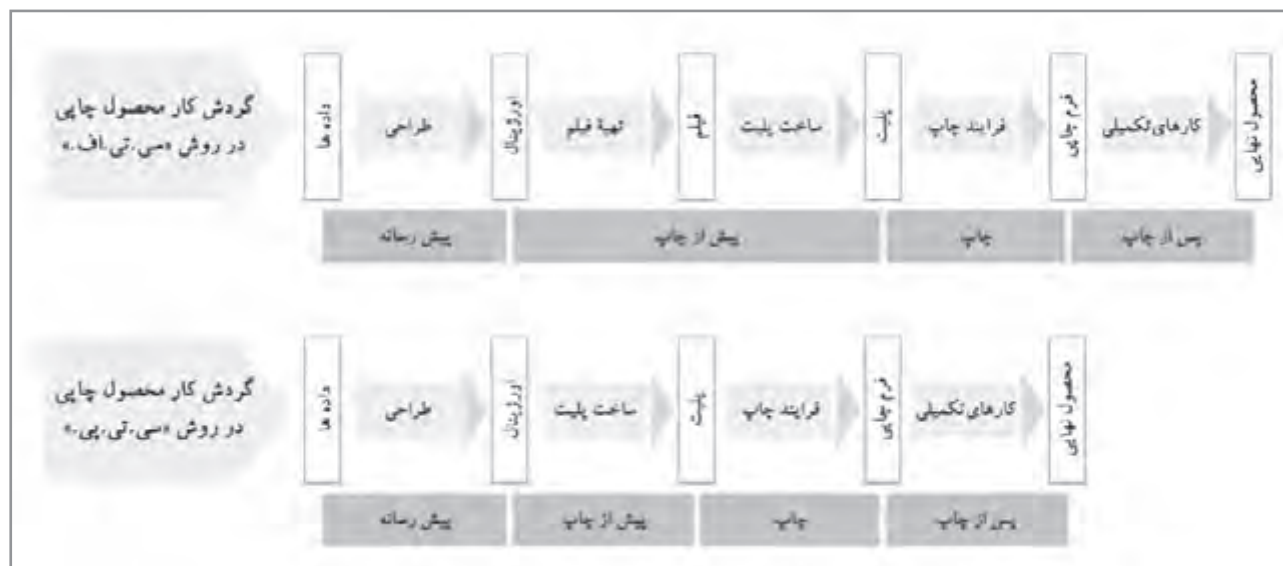 گردش کار محصول چاپی
در روش «سی.تی.اف.»
داده ها
طراحی
اورژینال
تهیۀ فیلم
فیلم
ساخت پلیت
پلیت
فرایند چاپ
فرم چاپی
کارهای تکمیلی
محصول نهایی
پیش رسانه
پیش از چاپ
چاپ
پس از چاپ
گردش کار محصول چاپی
در روش «سی.تی.پی.»
داده ها
طراحی
اورژینال
ساخت پلیت
پلیت
فرایند چاپ
فرم چاپی
کارهای تکمیلی
محصول نهایی
پیش رسانه
پیش از چاپ
چاپ
پس از چاپ